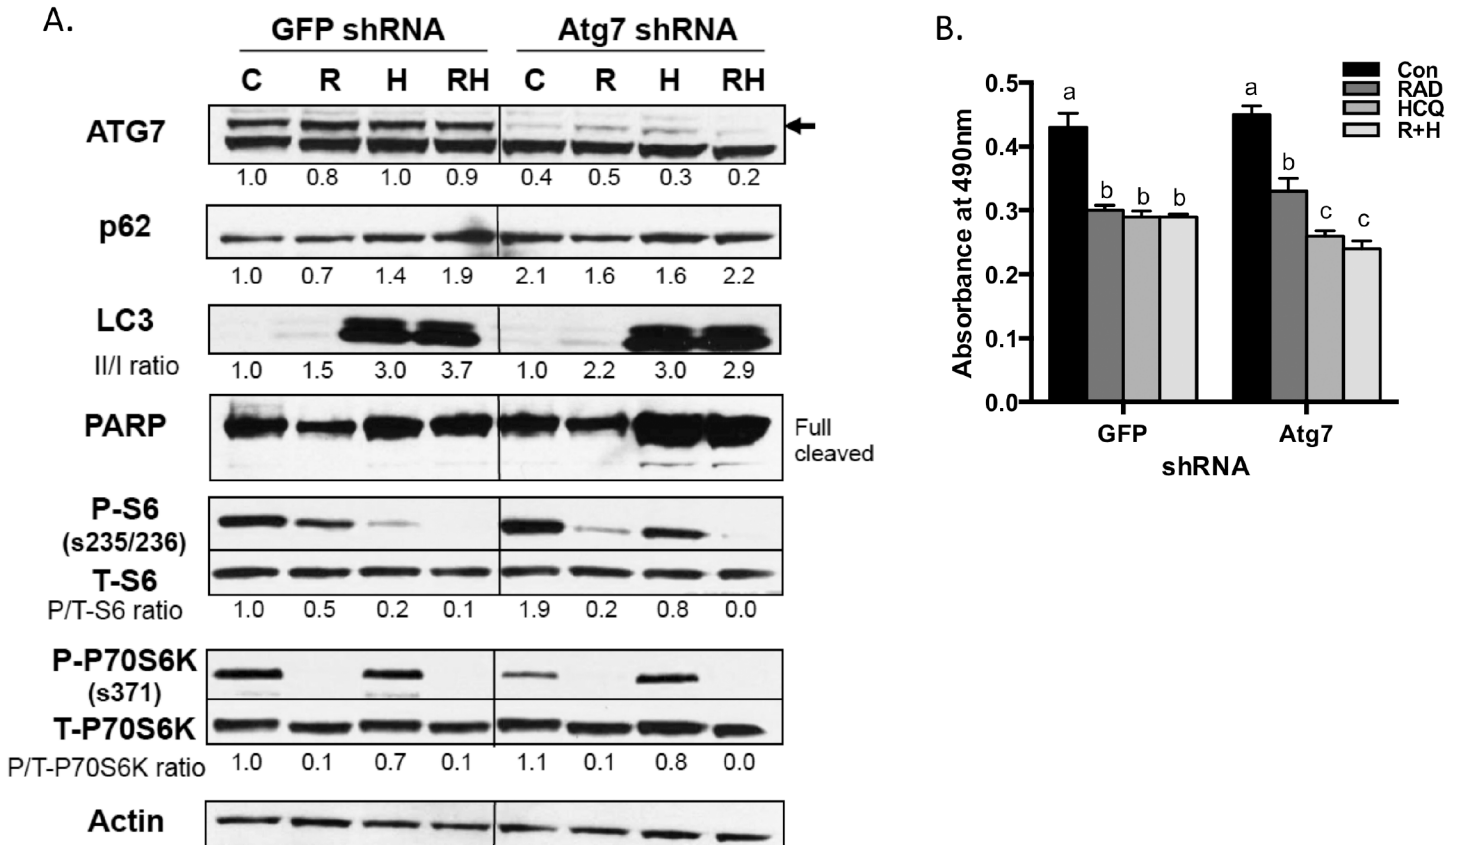 A.
GFP shRNA
Atg7 shRNA
C R H RH C R H RH
ATG7
1.0 0.8 1.0 0.9 0.4 0.5 0.3 0.2
p62
1.0 0.7 1.4 1.9 2.1 1.6 1.6 2.2
LC3
II/I ratio 1.0 1.5 3.0 3.7 1.0 2.2 3.0 2.9
PARP
Full
cleaved
P-S6
(s235/236)
T-S6
P/T-S6 ratio 1.0 0.5 0.2 0.1 1.9 0.2 0.8 0.0
P-P70S6K
(s371)
T-P70S6K
P/T-P70S6K ratio 1.0 0.1 0.7 0.1 1.1 0.1 0.8 0.0
Actin
B.
Con
RAD
HCQ
R+H
Absorbance at 490nm
0.5
0.4
0.3
0.2
0.1
0.0
a b b b a b c c
GFP Atg7
shRNA